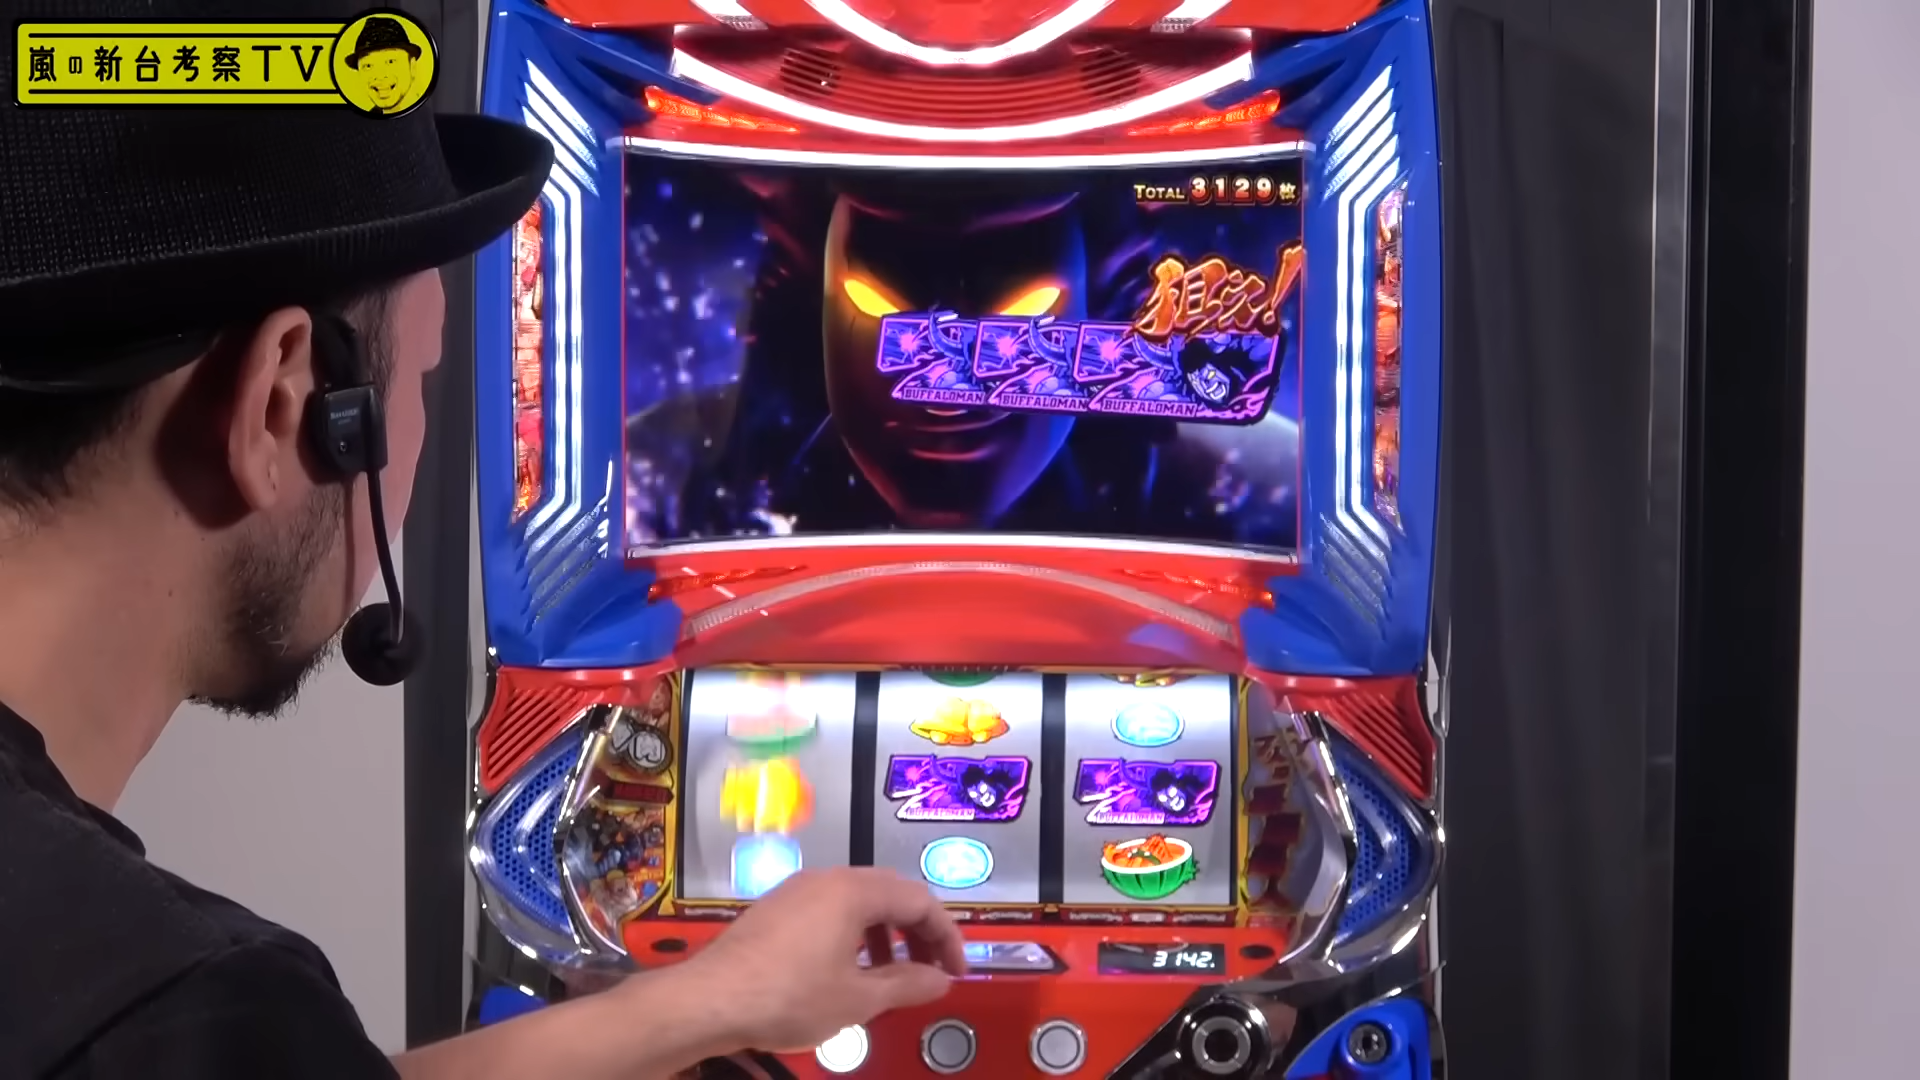 嵐の新台考察TV
TOTAL 3129枚
狙え!
BUFFALOMAN BUFFALOMAN BUFFALOMAN
BUFFALOMAN BUFFALOMAN
3142.